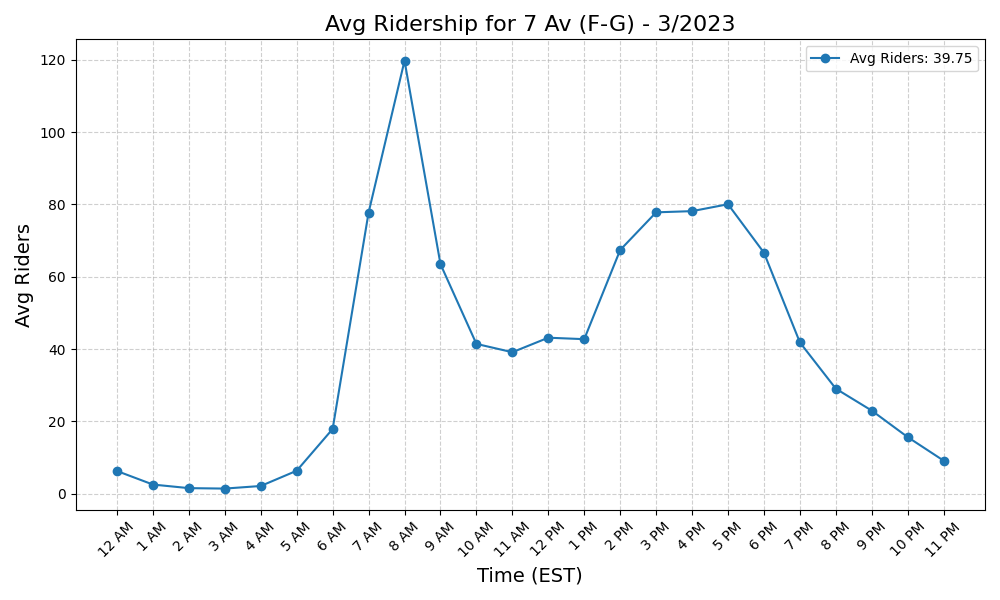 Avg Ridership for 7 Av (F-G) - 3/2023
Avg Riders: 39.75
Avg Riders
120
100
80
60
40
20
0
12 AM
1 AM
2 AM
3 AM
4 AM
5 AM
6 AM
7 AM
8 AM
9 AM
10 AM
11 AM
12 PM
1 PM
2 PM
3 PM
4 PM
5 PM
6 PM
7 PM
8 PM
9 PM
10 PM
11 PM
Time (EST)